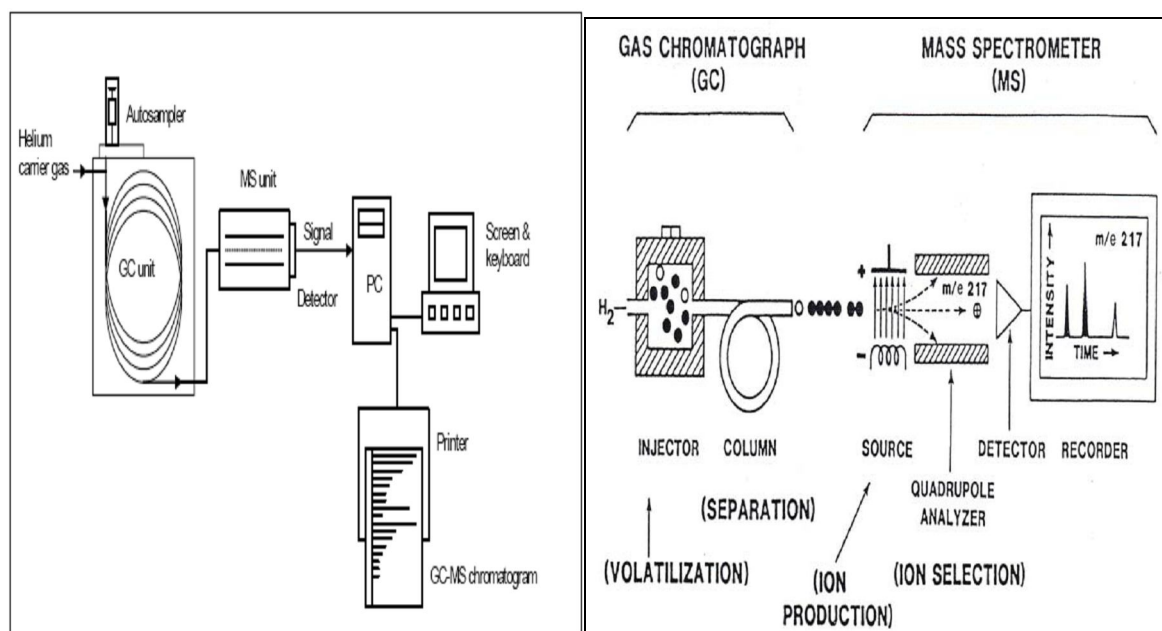 Autosampler
Helium
carrier gas
GC unit
MS unit
Signal
Detector
PC
Screen &
keyboard
Printer
GC-MS chromatogram
GAS CHROMATOGRAPH
(GC)
MASS SPECTROMETER
(MS)
H₂
+
−
m/e 217
⊕
INTENSITY →
m/e 217
TIME →
INJECTOR
COLUMN
SOURCE
DETECTOR
RECORDER
QUADRUPOLE
ANALYZER
(SEPARATION)
(VOLATILIZATION)
(ION
PRODUCTION)
(ION SELECTION)